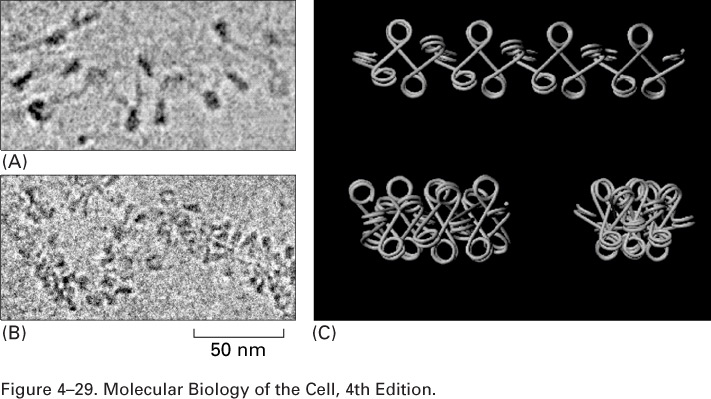 (A)
(B)
(C)
50 nm
Figure 4–29. Molecular Biology of the Cell, 4th Edition.